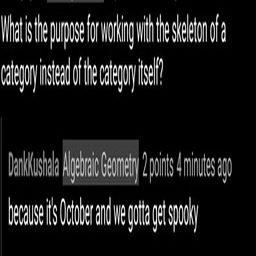 What is the purpose for working with the skeleton of a
category instead of the category itself?
DankKushala Algebraic Geometry 2 points 4 minutes ago
because it's October and we gotta get spooky